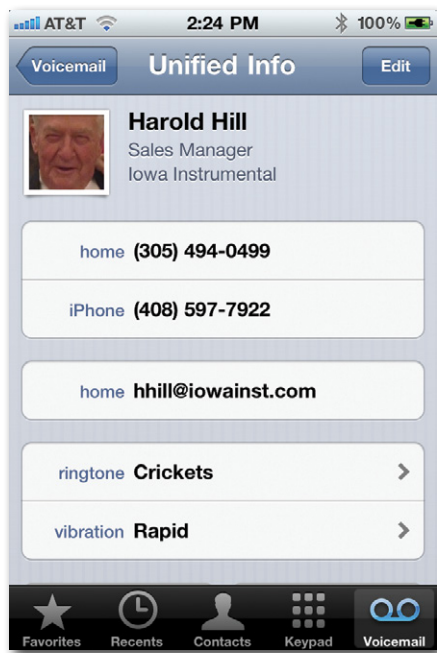 AT&T 2:24 PM 100%
Voicemail Unified Info Edit
Harold Hill
Sales Manager
Iowa Instrumental
home (305) 494-0499
iPhone (408) 597-7922
home hhill@iowainst.com
ringtone Crickets
vibration Rapid
Favorites Recents Contacts Keypad Voicemail